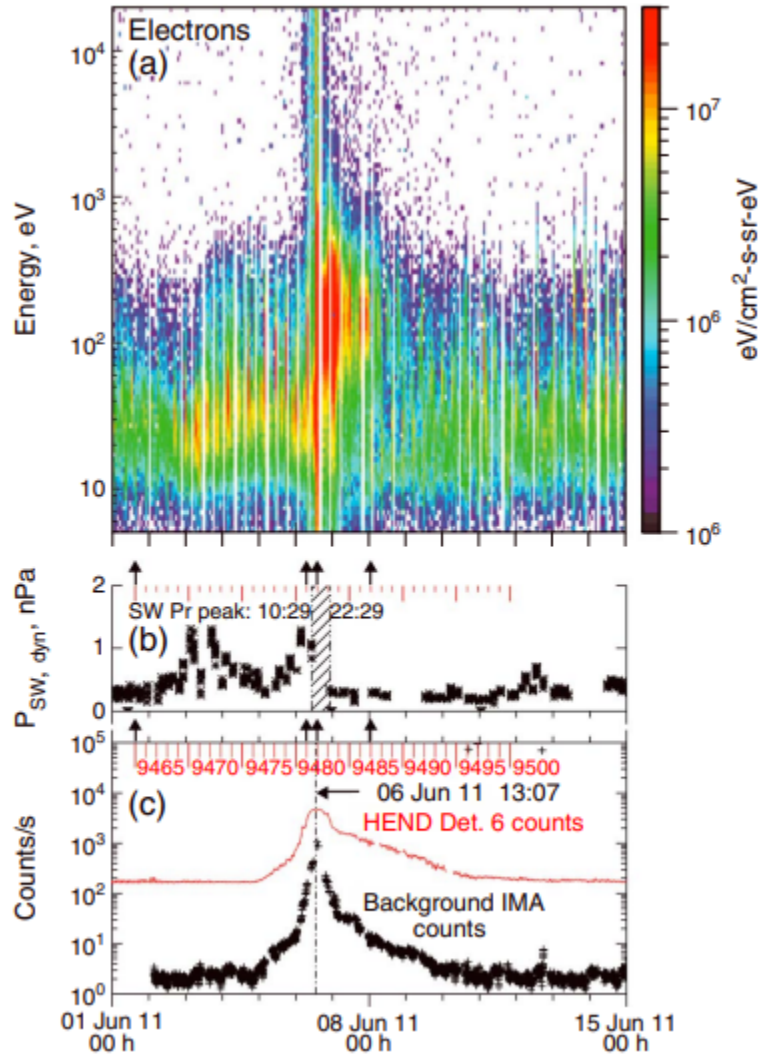 Electrons
(a)
10^4
10^3
10^2
10
Energy, eV
10^7
10^6
10^6
eV/cm^2-s-sr-eV
2
1
0
P_SW, dyn, nPa
SW Pr peak: 10:29 22:29
(b)
10^5
10^4
10^3
10^2
10^1
10^0
Counts/s
9465 9470 9475 9480 9485 9490 9495 9500
(c)
06 Jun 11 13:07
HEND Det. 6 counts
Background IMA
counts
01 Jun 11 08 Jun 11 15 Jun 11
00 h 00 h 00 h